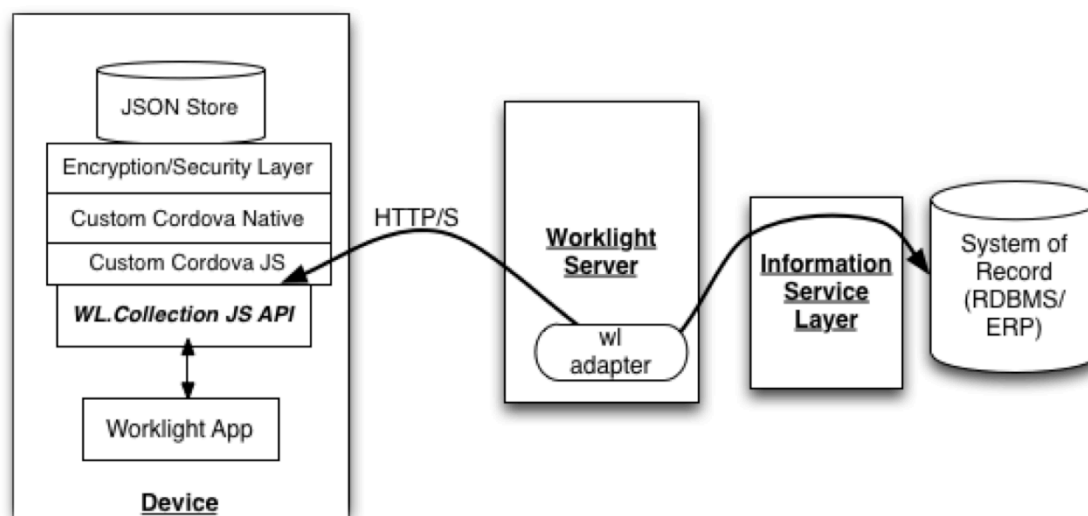 JSON Store
Encryption/Security Layer
Custom Cordova Native
Custom Cordova JS
WL.Collection JS API
Worklight App
Device
HTTP/S
Worklight
Server
wl
adapter
Information
Service
Layer
System of
Record
(RDBMS/
ERP)